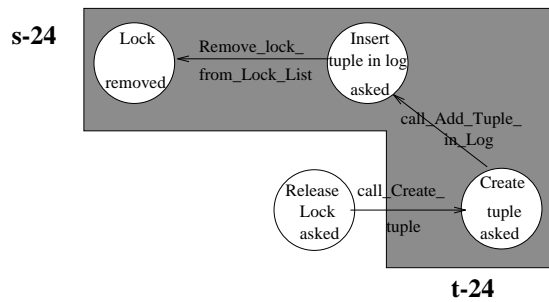 s-24
Lock
removed
Remove_lock_
from_Lock_List
Insert
tuple in log
asked
call_Add_Tuple_
in_Log
Release
Lock
asked
call_Create_
tuple
Create
tuple
asked
t-24